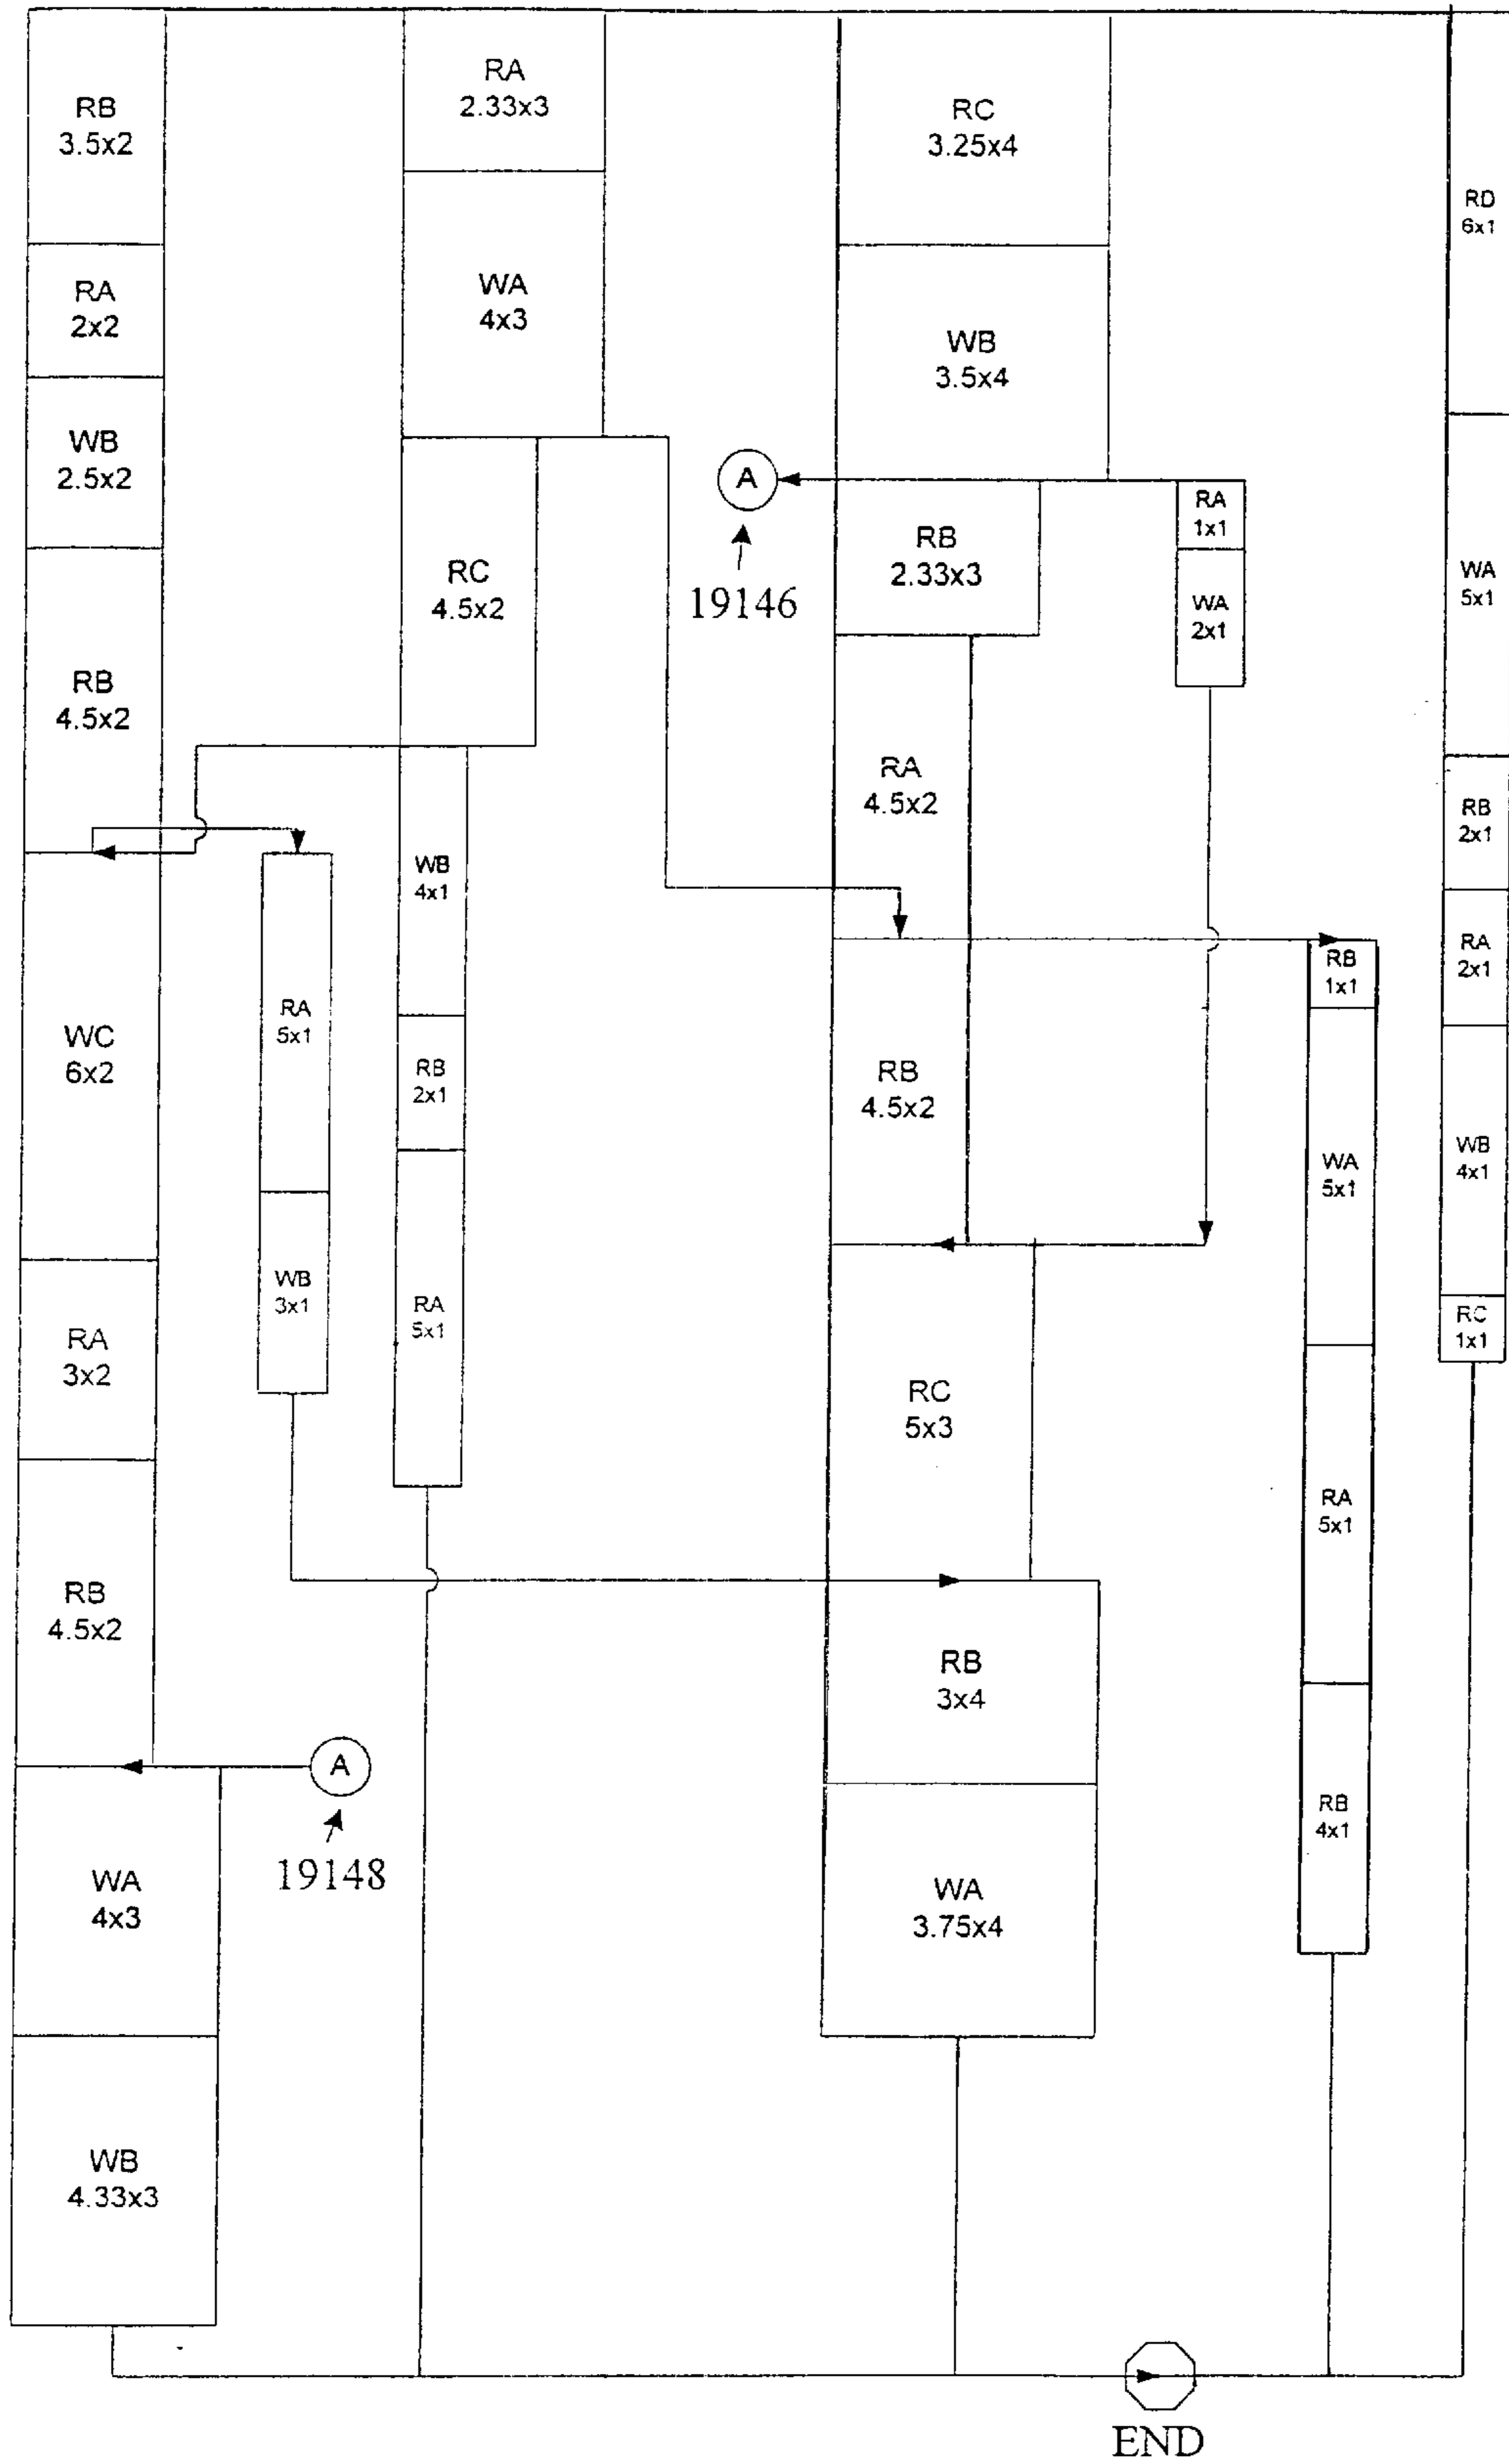 RB
3.5x2
RA
2x2
WB
2.5x2
RB
4.5x2
WC
6x2
RA
3x2
RB
4.5x2
A
19148
WA
4x3
WB
4.33x3
RA
5x1
WB
3x1
RA
2.33x3
WA
4x3
RC
4.5x2
WB
4x1
RB
2x1
RA
5x1
RC
3.25x4
WB
3.5x4
A
19146
RB
2.33x3
RA
1x1
WA
2x1
RA
4.5x2
RB
4.5x2
RC
5x3
RB
3x4
WA
3.75x4
RB
1x1
WA
5x1
RA
5x1
RB
4x1
RD
6x1
WA
5x1
RB
2x1
RA
2x1
WB
4x1
RC
1x1
END